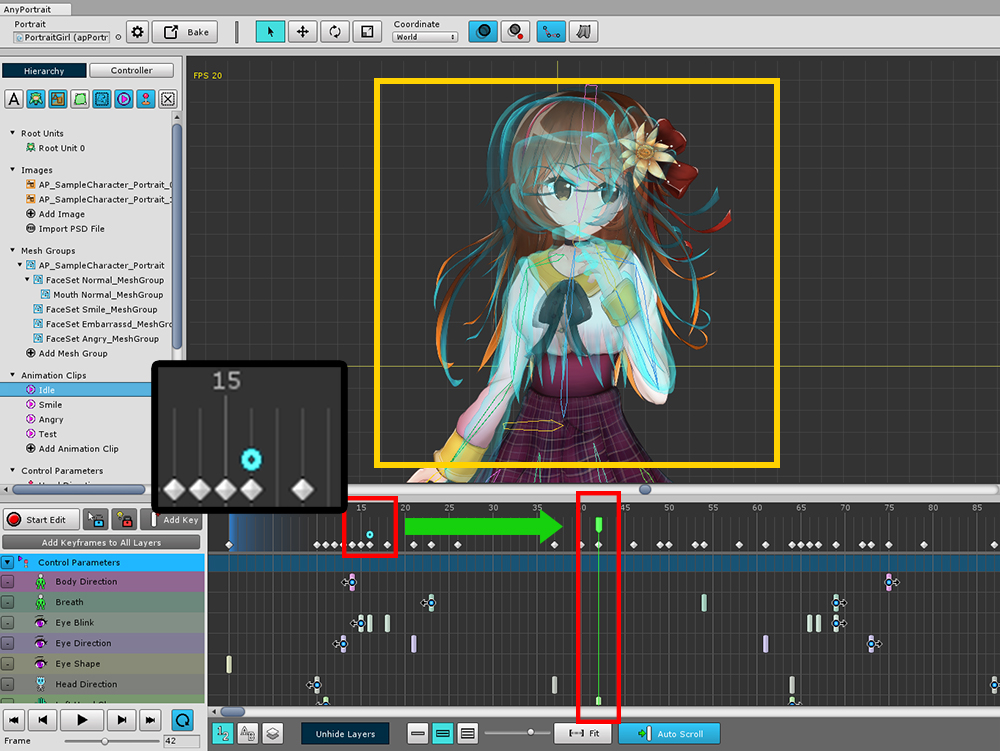 AnyPortrait
Portrait
PortraitGirl (apPortr
Bake
Coordinate
World
Hierarchy
Controller
FPS 20
A
Root Units
Root Unit 0
Images
AP_SampleCharacter_Portrait_
AP_SampleCharacter_Portrait_
Add Image
Import PSD File
Mesh Groups
AP_SampleCharacter_Portrait
FaceSet Normal_MeshGroup
Mouth Normal_MeshGroup
FaceSet Smile_MeshGroup
FaceSet Embarrassd_MeshGro
FaceSet Angry_MeshGroup
Add Mesh Group
Animation Clips
Idle
Smile
Angry
Test
Add Animation Clip
Control Parameters
15
Start Edit
Add Key
15 20 25 30 35 40 45 50 55 60 65 70 75 80 85
Add Keyframes to All Layers
Control Parameters
Body Direction
Breath
Eye Blink
Eye Direction
Eye Shape
Head Direction
Frame
42
Unhide Layers
Fit
Auto Scroll